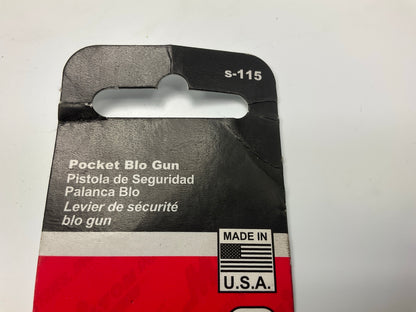 s-115
Pocket Blo Gun
Pistola de Seguridad
Palanca Blo
Levier de sécurité
blo gun
MADE IN
U.S.A.